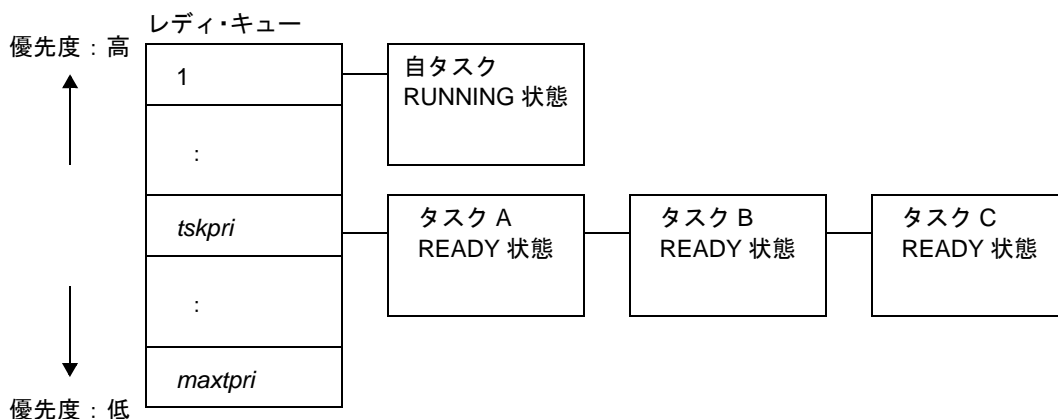 レディ・キュー
優先度：高
1
自タスク
RUNNING 状態
:
tskpri
タスク A
READY 状態
タスク B
READY 状態
タスク C
READY 状態
:
maxtpri
優先度：低